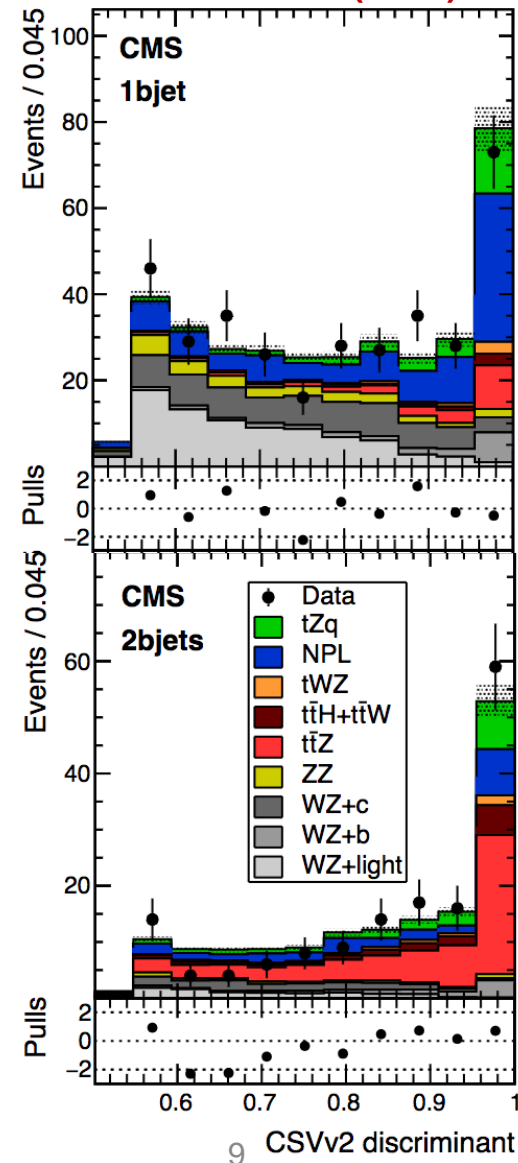 Events / 0.045
100
80
60
40
20
CMS
1bjet
Pulls
2
0
−2
Events / 0.045
60
40
20
CMS
2bjets
Data
tZq
NPL
tWZ
tt̄H+tt̄W
tt̄Z
ZZ
WZ+c
WZ+b
WZ+light
Pulls
2
0
−2
0.6 0.7 0.8 0.9 1
9 CSVv2 discriminant